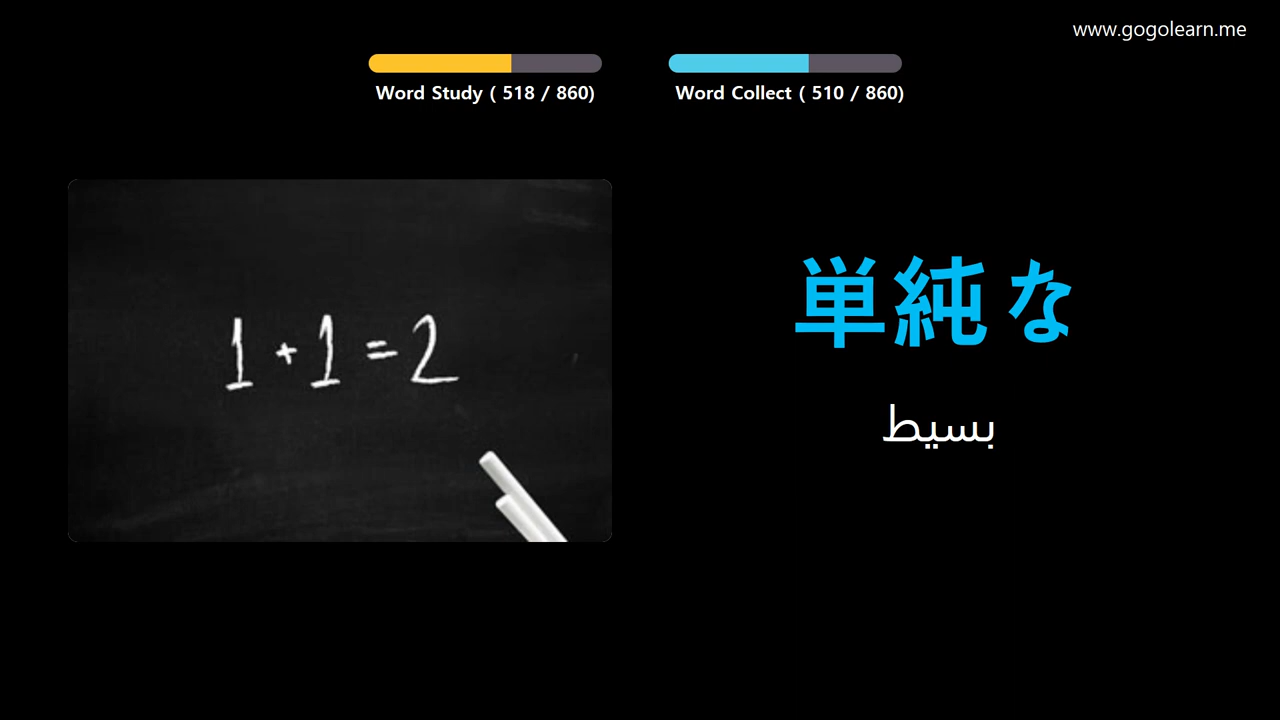 www.gogolearn.me
Word Study ( 518 / 860)
Word Collect ( 510 / 860)
1 + 1 = 2
単純な
بسيط